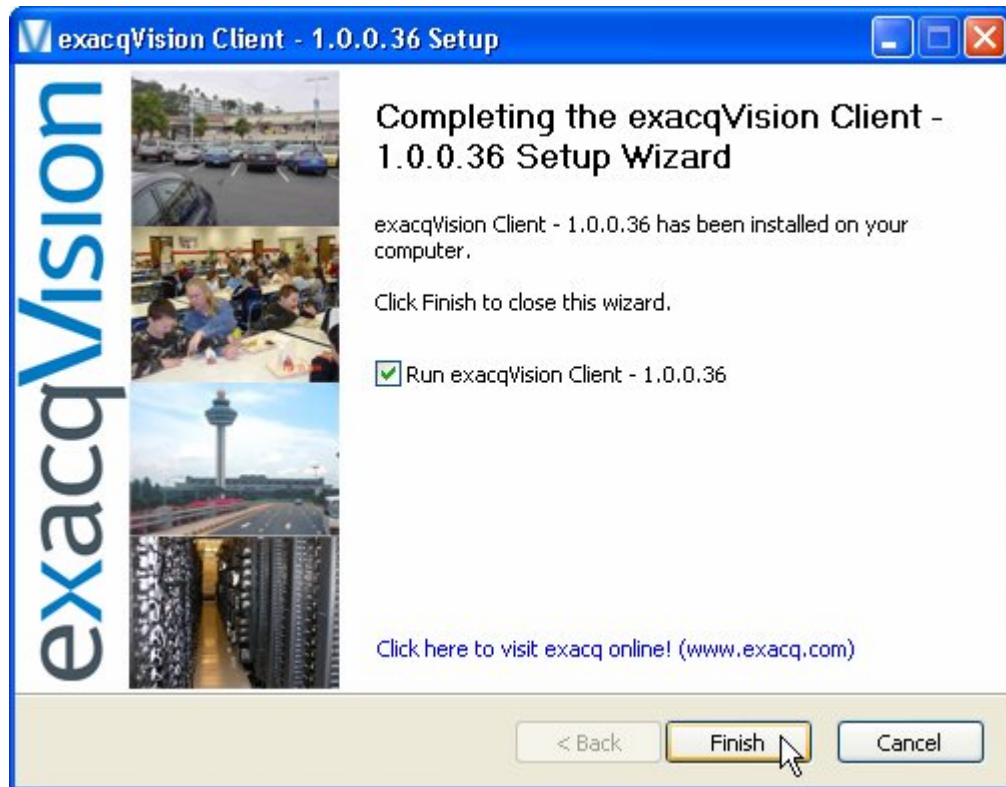 exacqVision Client - 1.0.0.36 Setup
exacqVision
Completing the exacqVision Client -
1.0.0.36 Setup Wizard
exacqVision Client - 1.0.0.36 has been installed on your
computer.
Click Finish to close this wizard.
Run exacqVision Client - 1.0.0.36
Click here to visit exacq online! (www.exacq.com)
< Back
Finish
Cancel